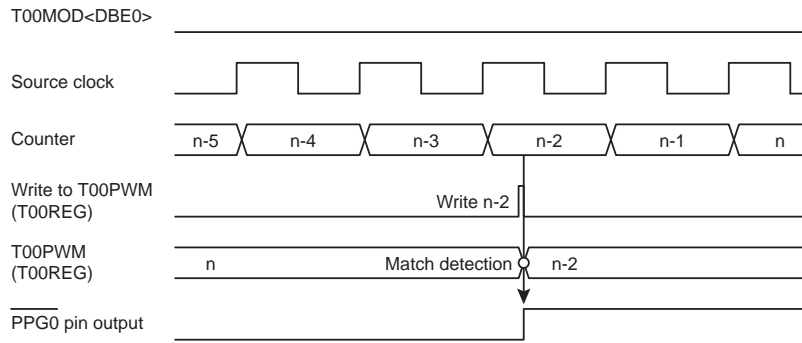 T00MOD<DBE0>
Source clock
Counter
n-5 n-4 n-3 n-2 n-1 n
Write to T00PWM
(T00REG)
Write n-2
T00PWM
(T00REG)
n Match detection n-2
PPG0 pin output